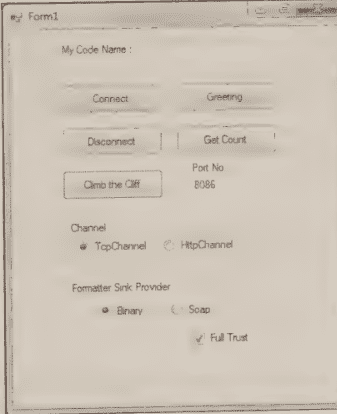 Form1
My Code Name :
Connect
Greeting
Disconnect
Get Count
Climb the Cliff
Port No
8086
Channel
TcpChannel
HttpChannel
Formatter Sink Provider
Binary
Soap
Full Trust